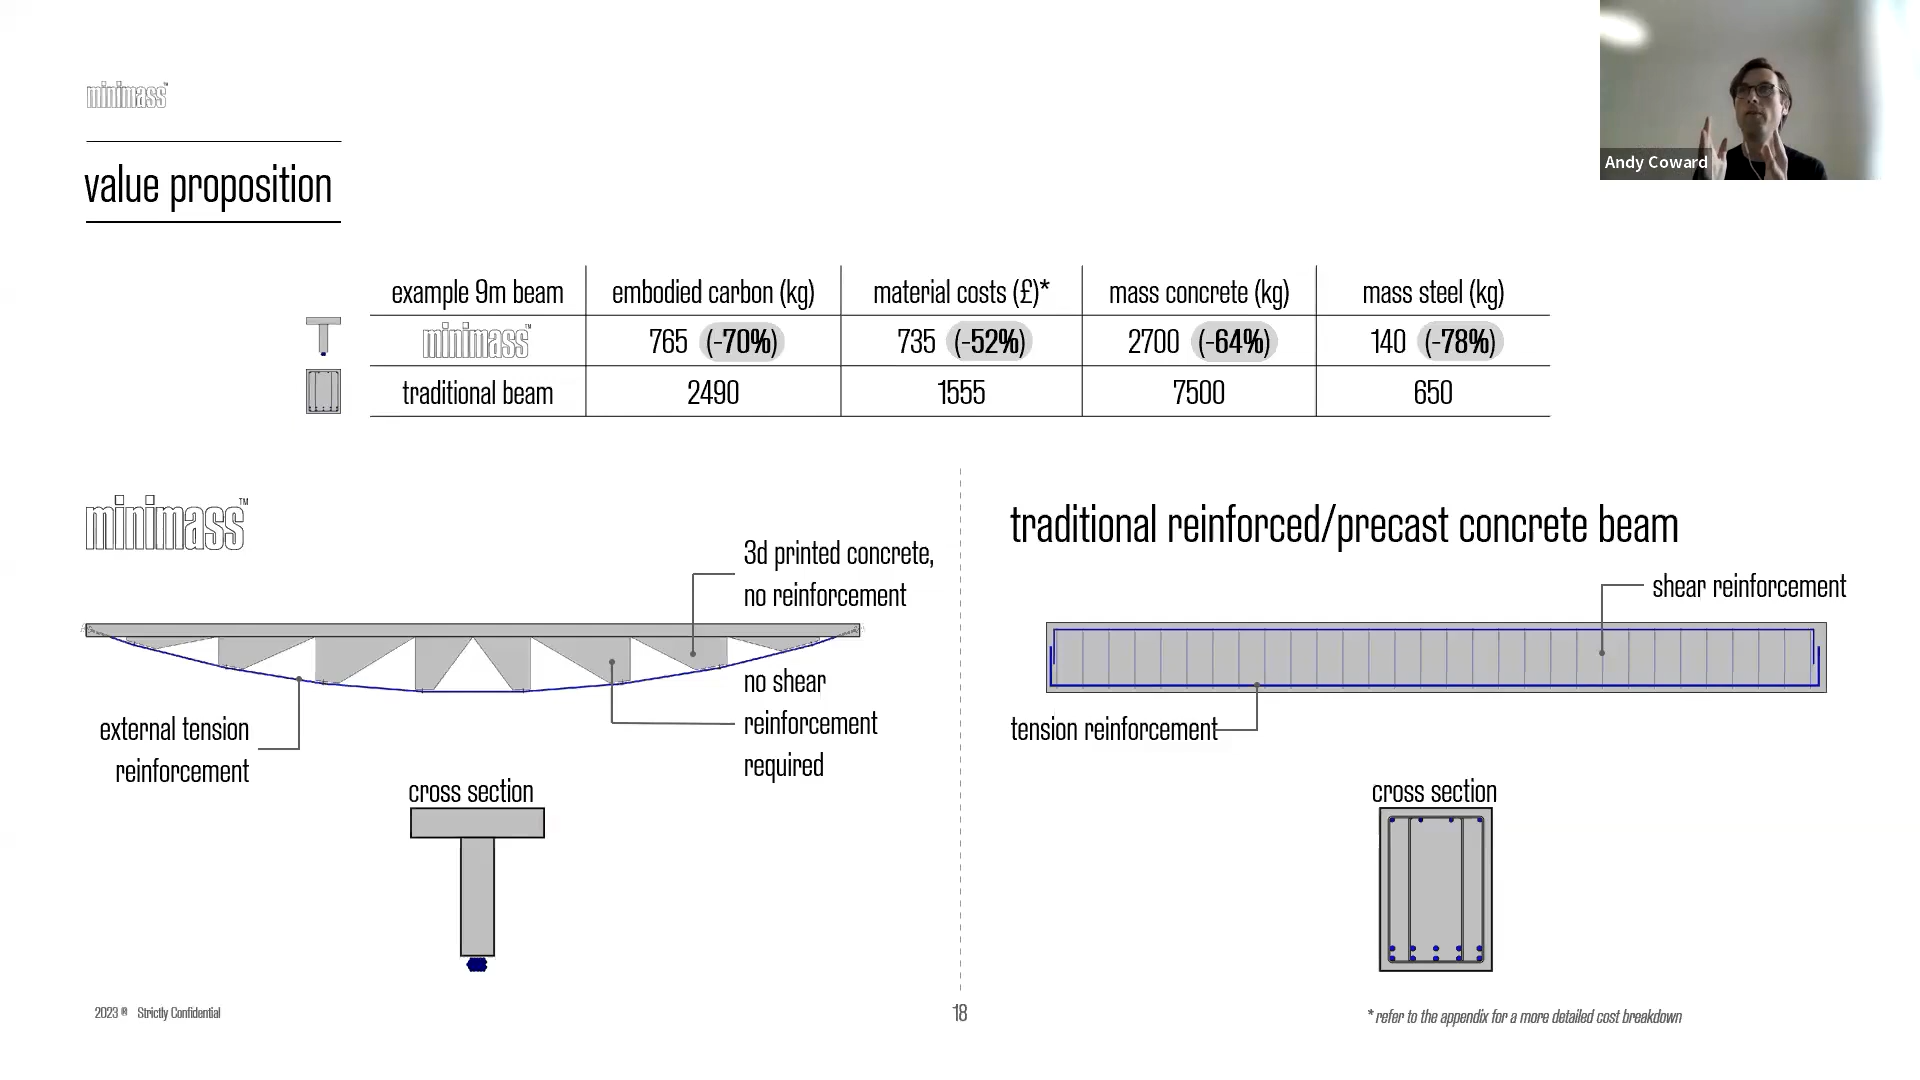 minimass™
Andy Coward
value proposition
example 9m beam embodied carbon (kg) material costs (£)* mass concrete (kg) mass steel (kg)
minimass™ 765 (-70%) 735 (-52%) 2700 (-64%) 140 (-78%)
traditional beam 2490 1555 7500 650
minimass™
3d printed concrete,
no reinforcement
no shear
reinforcement
required
external tension
reinforcement
cross section
traditional reinforced/precast concrete beam
shear reinforcement
tension reinforcement
cross section
2023 ® Strictly Confidential
18
* refer to the appendix for a more detailed cost breakdown